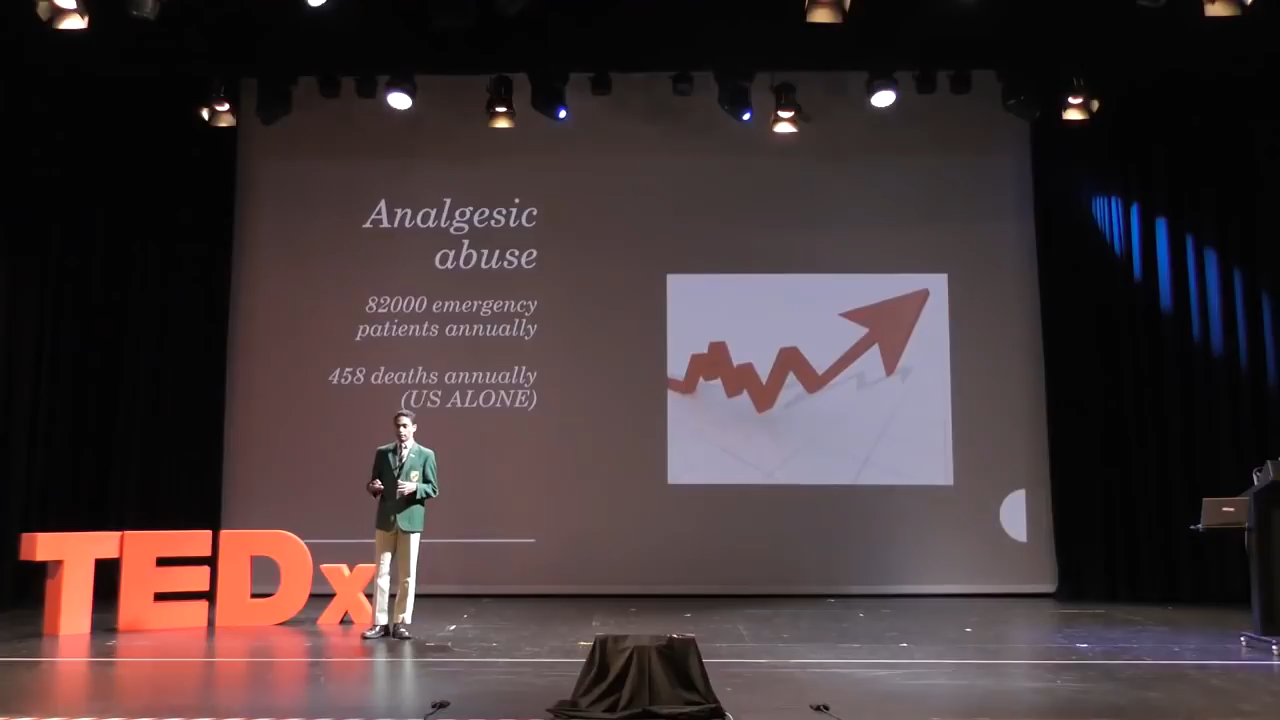 Analgesic
abuse
82000 emergency
patients annually
458 deaths annually
(US ALONE)
TEDx